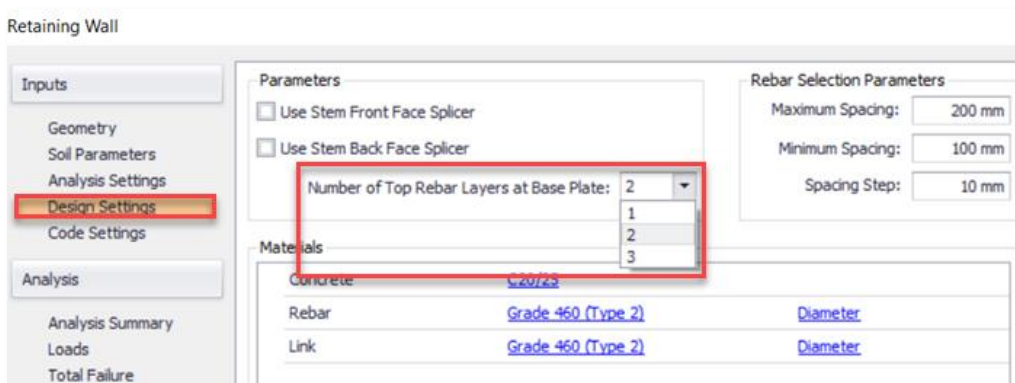 Retaining Wall
Inputs
Geometry
Soil Parameters
Analysis Settings
Design Settings
Code Settings
Analysis
Analysis Summary
Loads
Total Failure
Parameters
Use Stem Front Face Splicer
Use Stem Back Face Splicer
Number of Top Rebar Layers at Base Plate: 2
1
2
3
Rebar Selection Parameters
Maximum Spacing: 200 mm
Minimum Spacing: 100 mm
Spacing Step: 10 mm
Materials
Concrete C20/25
Rebar Grade 460 (Type 2) Diameter
Link Grade 460 (Type 2) Diameter